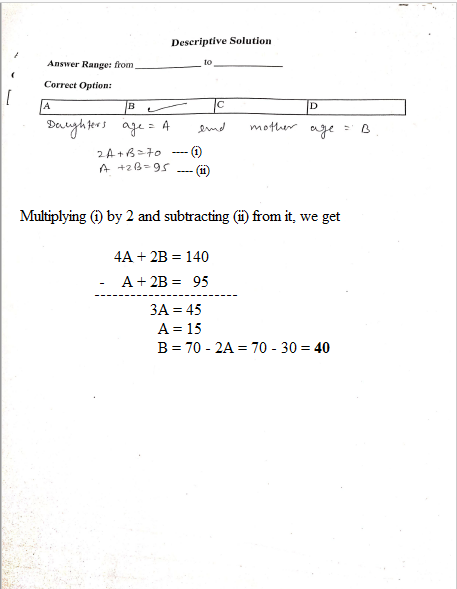 Descriptive Solution
Answer Range: from ____________ to ____________
Correct Option:
A B ✓ C D
Daughters age = A and mother age = B
2A+B=70 ---- (i)
A +2B=95 ---- (ii)
Multiplying (i) by 2 and subtracting (ii) from it, we get
4A + 2B = 140
- A + 2B = 95
3A = 45
A = 15
B = 70 - 2A = 70 - 30 = 40